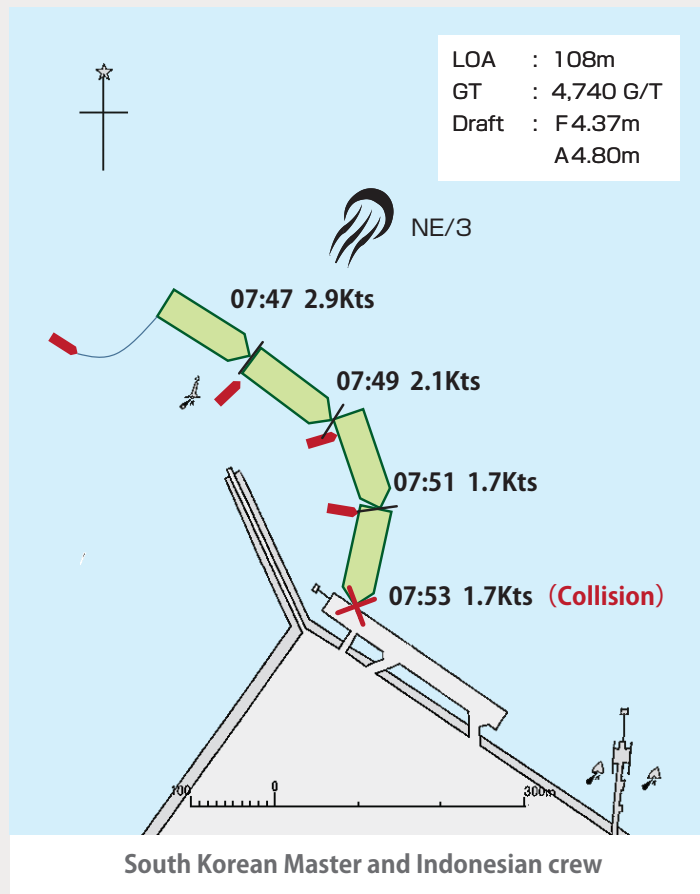 LOA : 108m
GT : 4,740 G/T
Draft : F4.37m
A4.80m
NE/3
07:47 2.9Kts
07:49 2.1Kts
07:51 1.7Kts
07:53 1.7Kts （Collision）
100 0 300m
South Korean Master and Indonesian crew